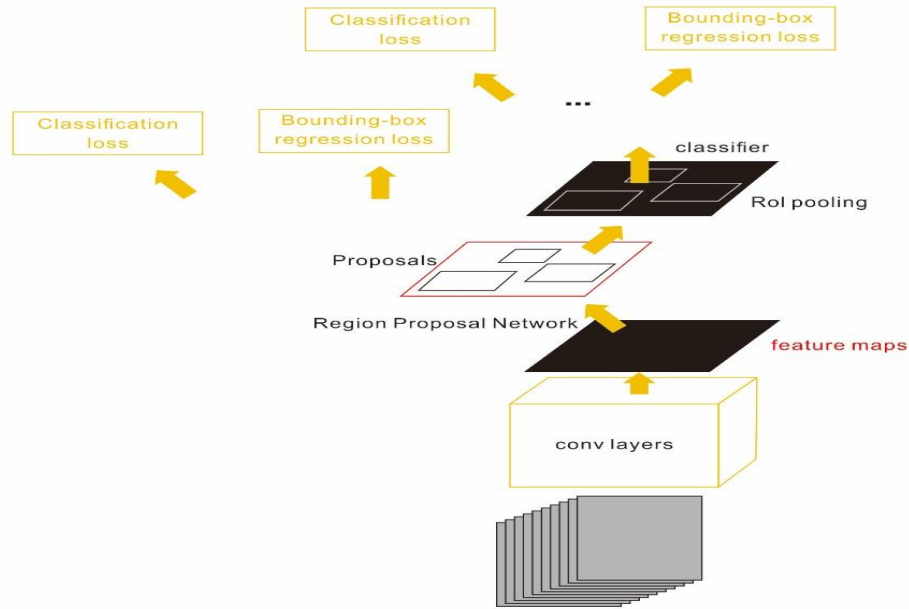 Classification
loss
Bounding-box
regression loss
Classification
loss
Bounding-box
regression loss
...
classifier
RoI pooling
Proposals
Region Proposal Network
feature maps
conv layers